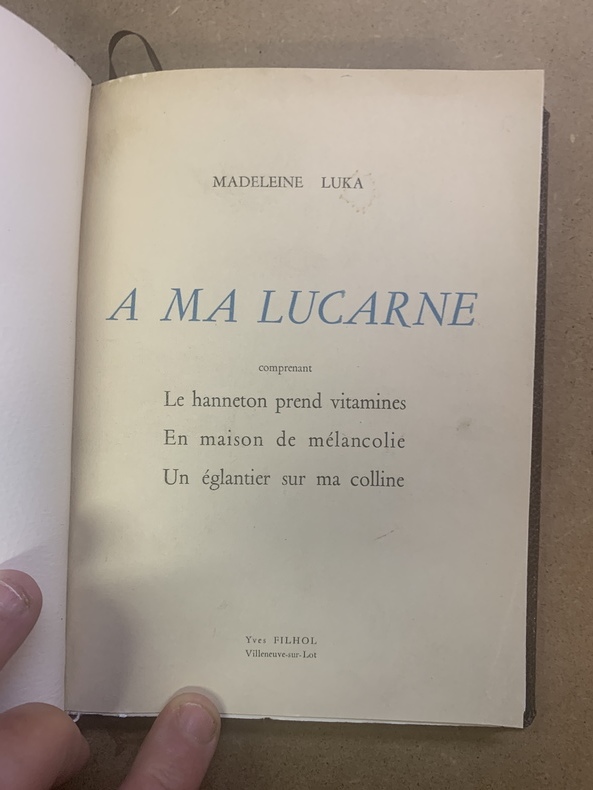 MADELEINE LUKA
A MA LUCARNE
comprenant
Le hanneton prend vitamines
En maison de mélancolie
Un églantier sur ma colline
Yves FILHOL
Villeneuve-sur-Lot